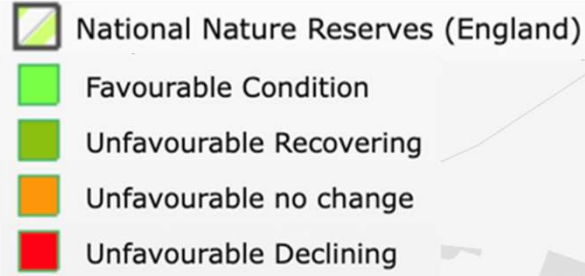 National Nature Reserves (England)
Favourable Condition
Unfavourable Recovering
Unfavourable no change
Unfavourable Declining